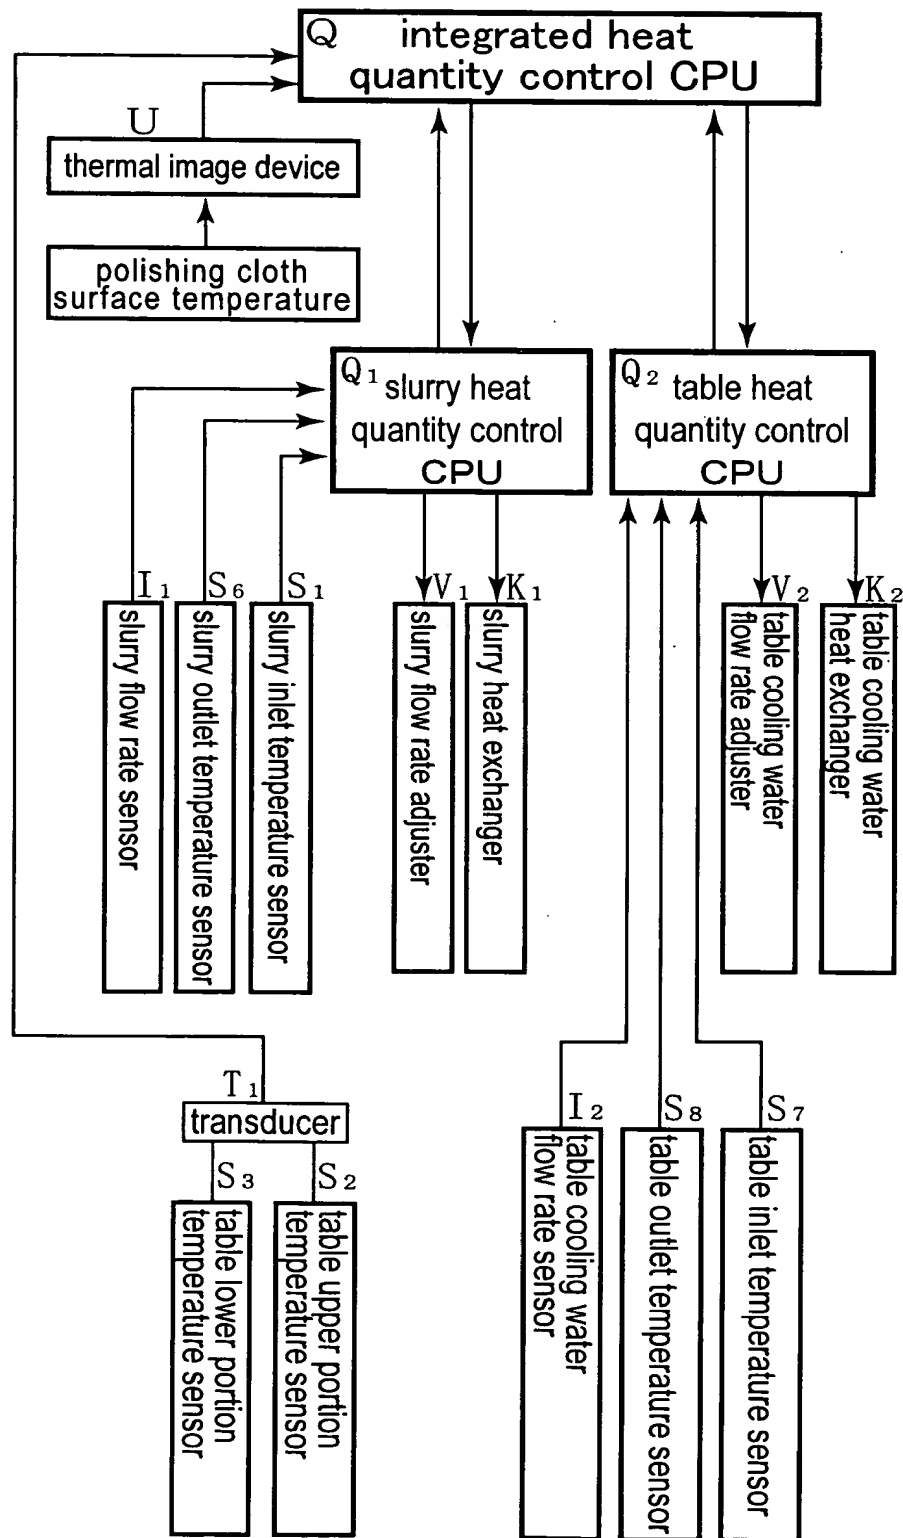 Q integrated heat
quantity control CPU
U
thermal image device
polishing cloth
surface temperature
Q1 slurry heat
quantity control
CPU
Q2 table heat
quantity control
CPU
I1
slurry flow rate sensor
S6
slurry outlet temperature sensor
S1
slurry inlet temperature sensor
V1
slurry flow rate adjuster
K1
slurry heat exchanger
V2
table cooling water
flow rate adjuster
K2
table cooling water
heat exchanger
T1
transducer
S3
table lower portion
temperature sensor
S2
table upper portion
temperature sensor
I2
table cooling water
flow rate sensor
S8
table outlet temperature sensor
S7
table inlet temperature sensor